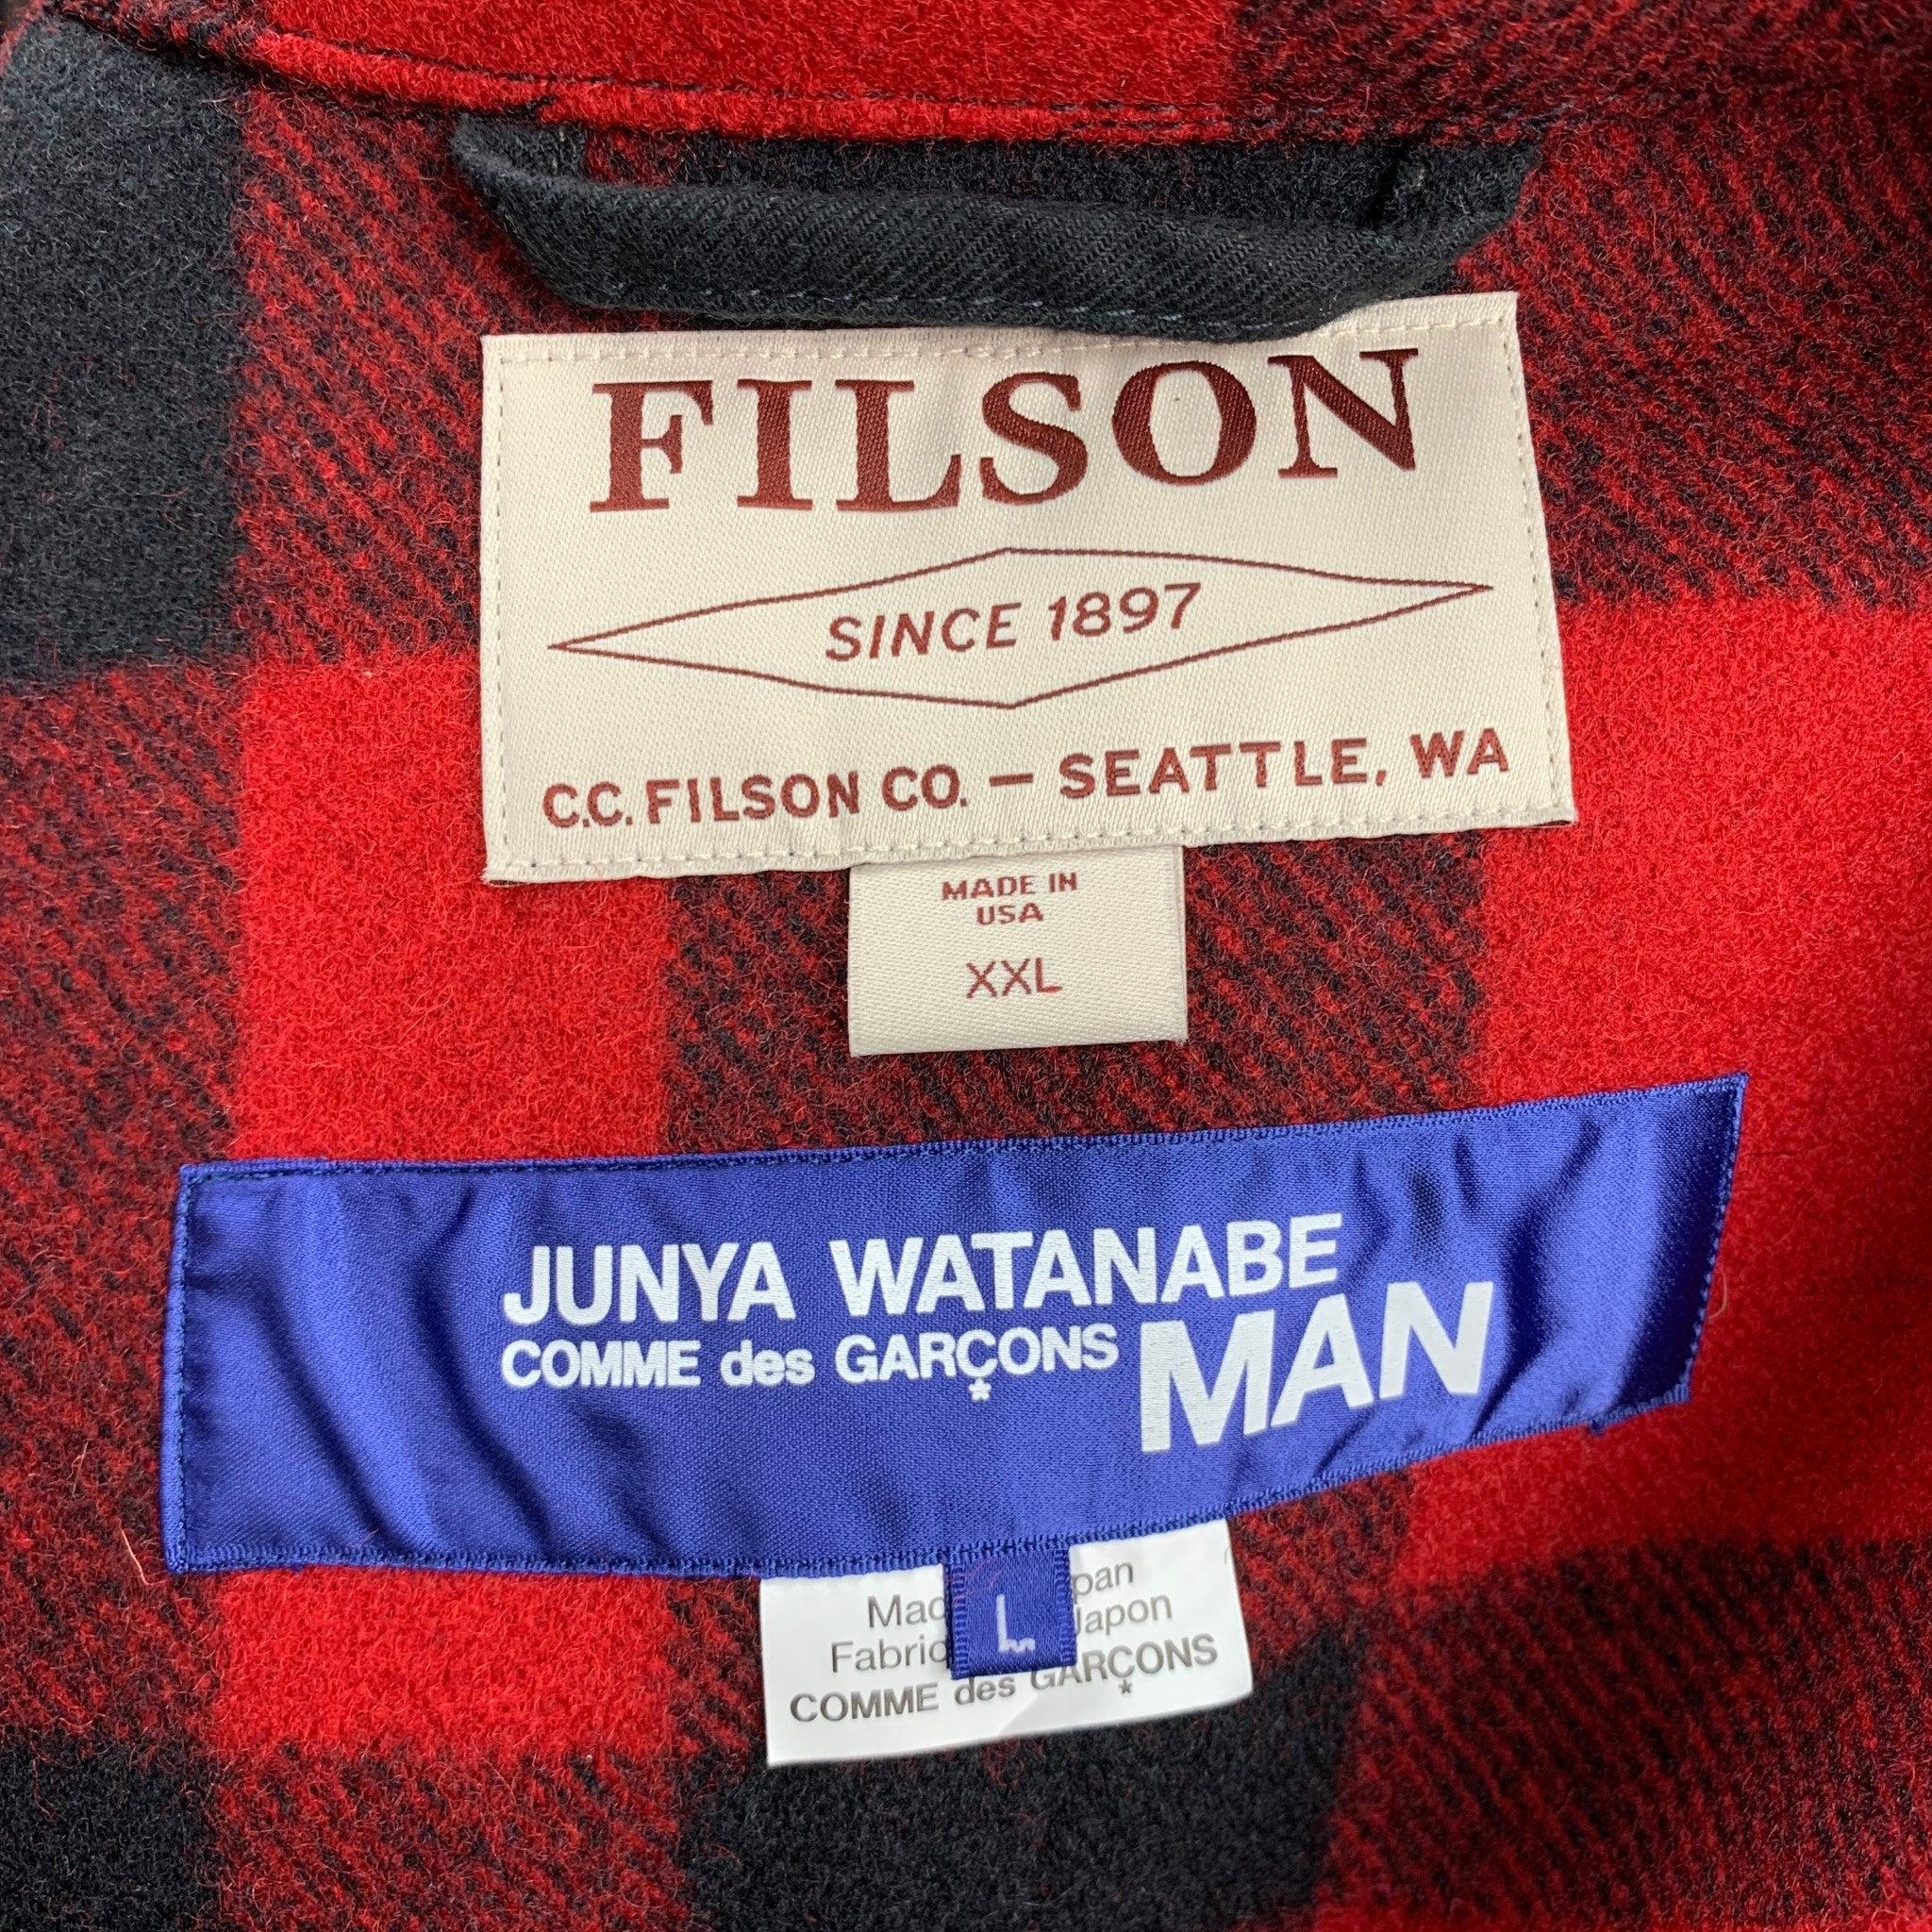 FILSON
SINCE 1897
C.C. FILSON CO. — SEATTLE, WA
MADE IN
USA
XXL
JUNYA WATANABE
COMME des GARÇONS MAN
*
L
COMME des GARÇONS
*